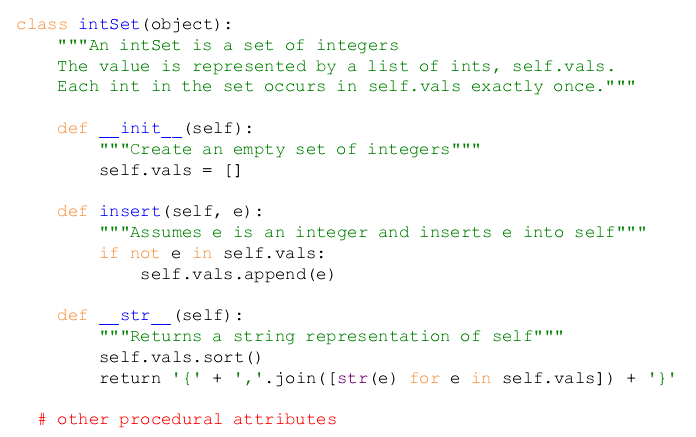 class intSet(object):
    """An intSet is a set of integers
    The value is represented by a list of ints, self.vals.
    Each int in the set occurs in self.vals exactly once."""

    def __init__(self):
        """Create an empty set of integers"""
        self.vals = []

    def insert(self, e):
        """Assumes e is an integer and inserts e into self"""
        if not e in self.vals:
            self.vals.append(e)

    def __str__(self):
        """Returns a string representation of self"""
        self.vals.sort()
        return '{' + ','.join([str(e) for e in self.vals]) + '}'

  # other procedural attributes